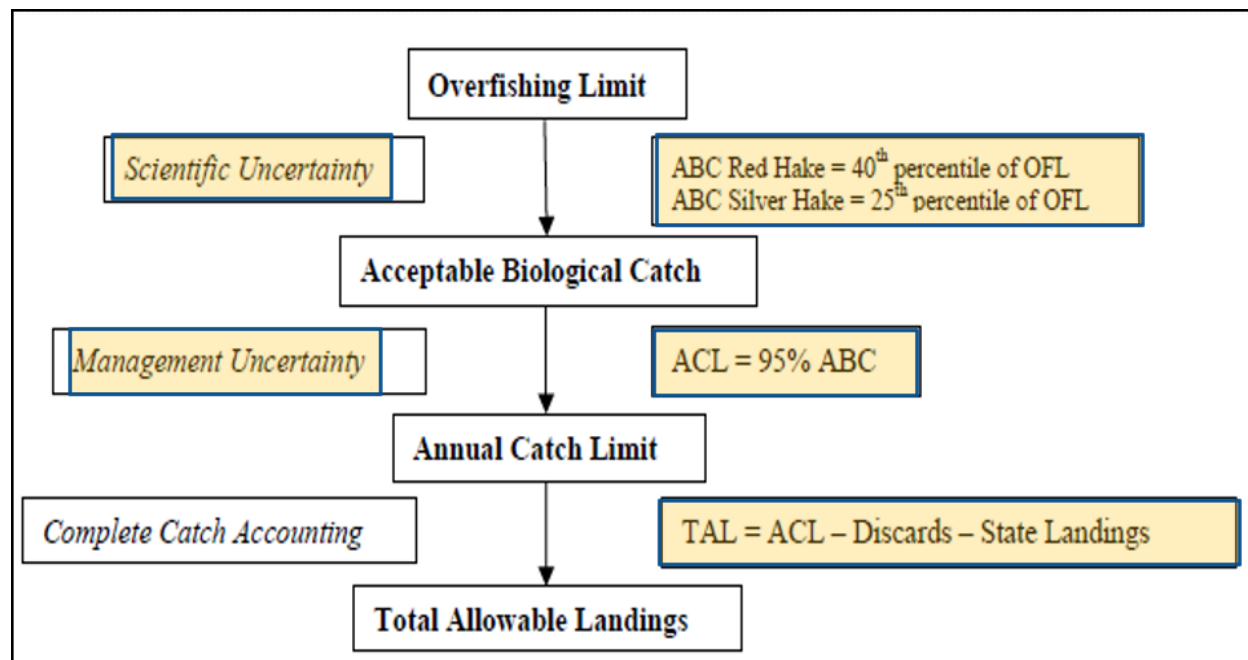 Overfishing Limit
Scientific Uncertainty
ABC Red Hake = 40th percentile of OFL
ABC Silver Hake = 25th percentile of OFL
Acceptable Biological Catch
Management Uncertainty
ACL = 95% ABC
Annual Catch Limit
Complete Catch Accounting
TAL = ACL – Discards – State Landings
Total Allowable Landings